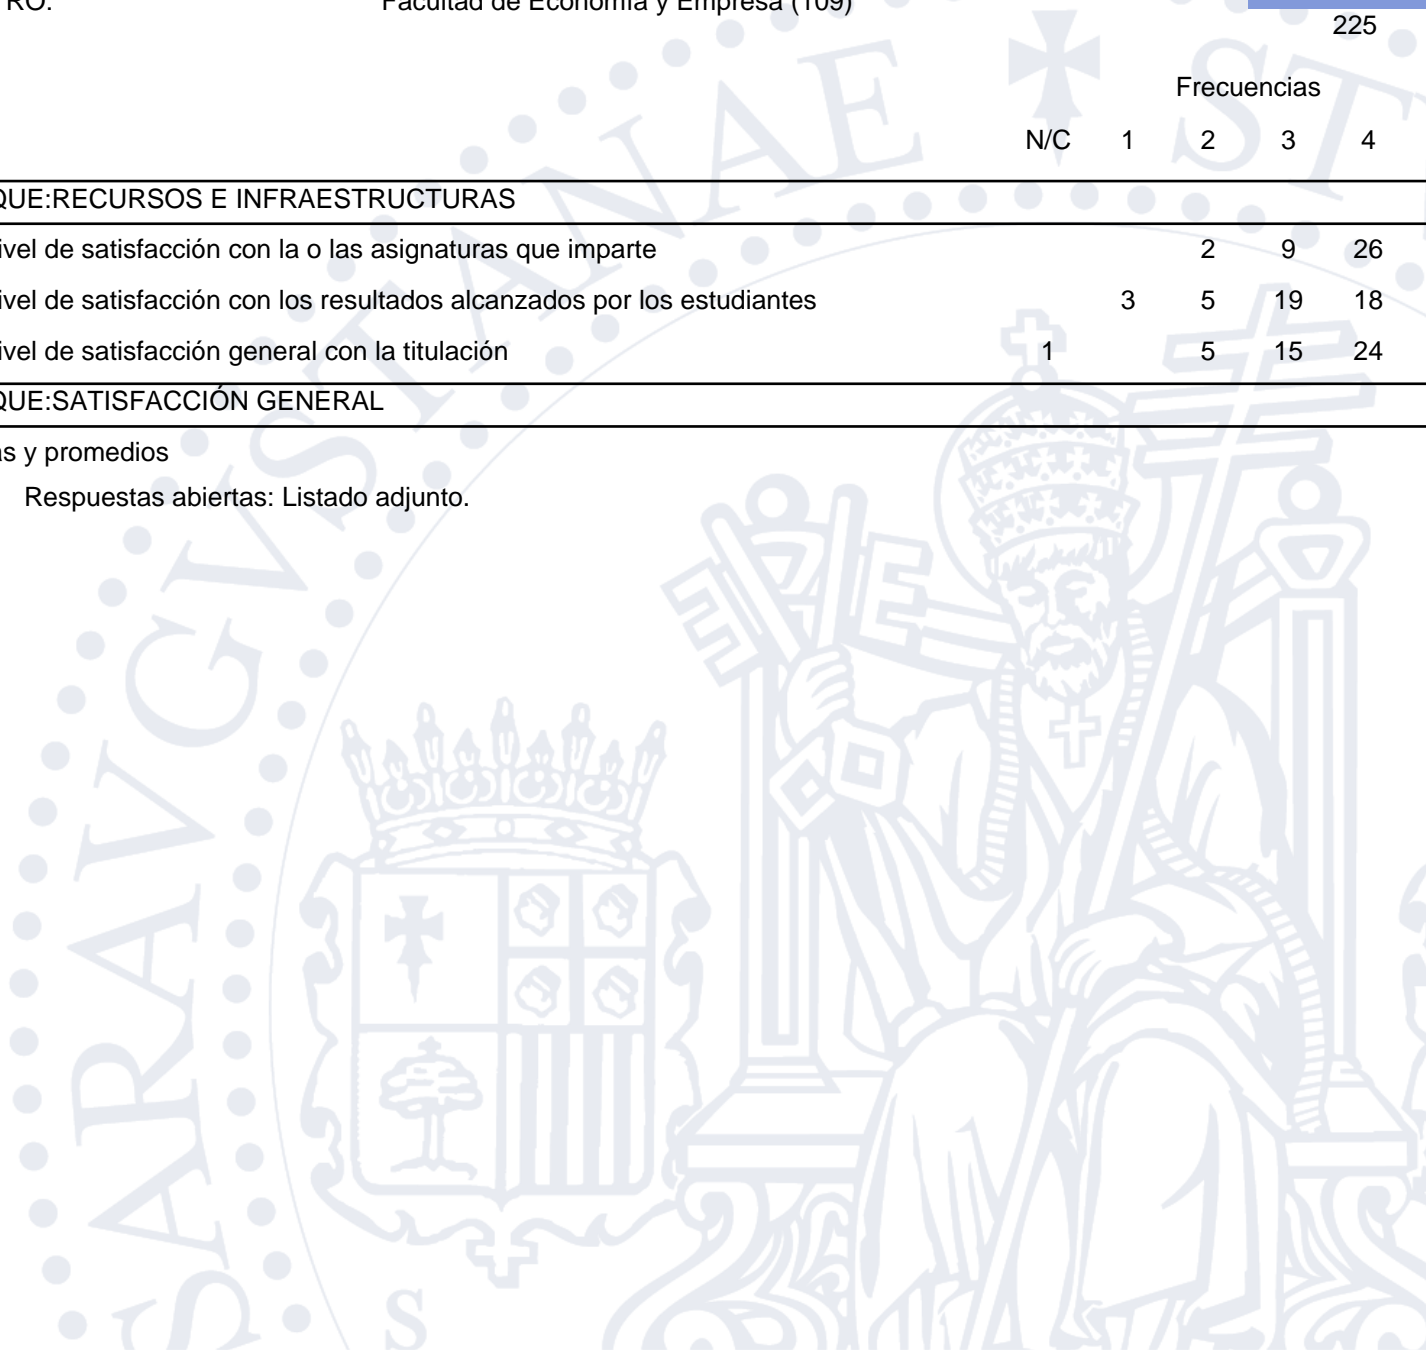 RO: Facultad de Economía y Empresa (109)
225
Frecuencias
N/C 1 2 3 4
QUE:RECURSOS E INFRAESTRUCTURAS
ivel de satisfacción con la o las asignaturas que imparte 2 9 26
ivel de satisfacción con los resultados alcanzados por los estudiantes 3 5 19 18
ivel de satisfacción general con la titulación 1 5 15 24
QUE:SATISFACCIÓN GENERAL
as y promedios
Respuestas abiertas: Listado adjunto.
SARAVGVSTANAE ST
S